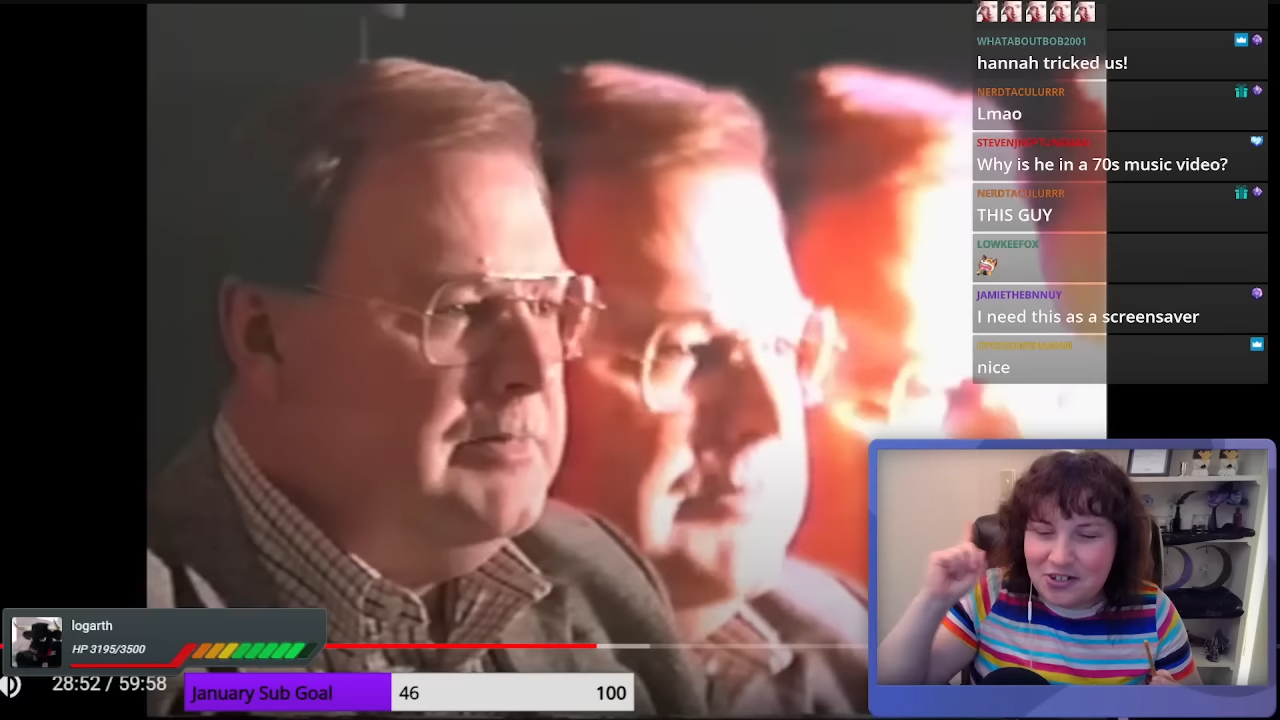 WHATABOUTBOB2001
hannah tricked us!
NERDTACULURRR
Lmao
Why is he in a 70s music video?
NERDTACULURRR
THIS GUY
LOWKEEFOX
JAMIETHEBNNUY
I need this as a screensaver
nice
logarth
HP 3195/3500
28:52 / 59:58
January Sub Goal 46 100